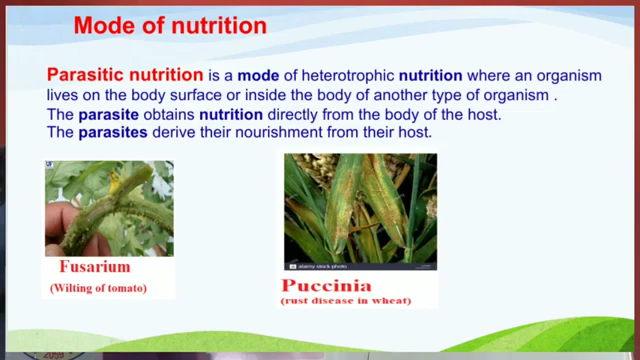 Mode of nutrition
Parasitic nutrition is a mode of heterotrophic nutrition where an organism
lives on the body surface or inside the body of another type of organism .
The parasite obtains nutrition directly from the body of the host.
The parasites derive their nourishment from their host.
Fusarium
(Wilting of tomato)
alamy stock photo
Puccinia
(rust disease in wheat)